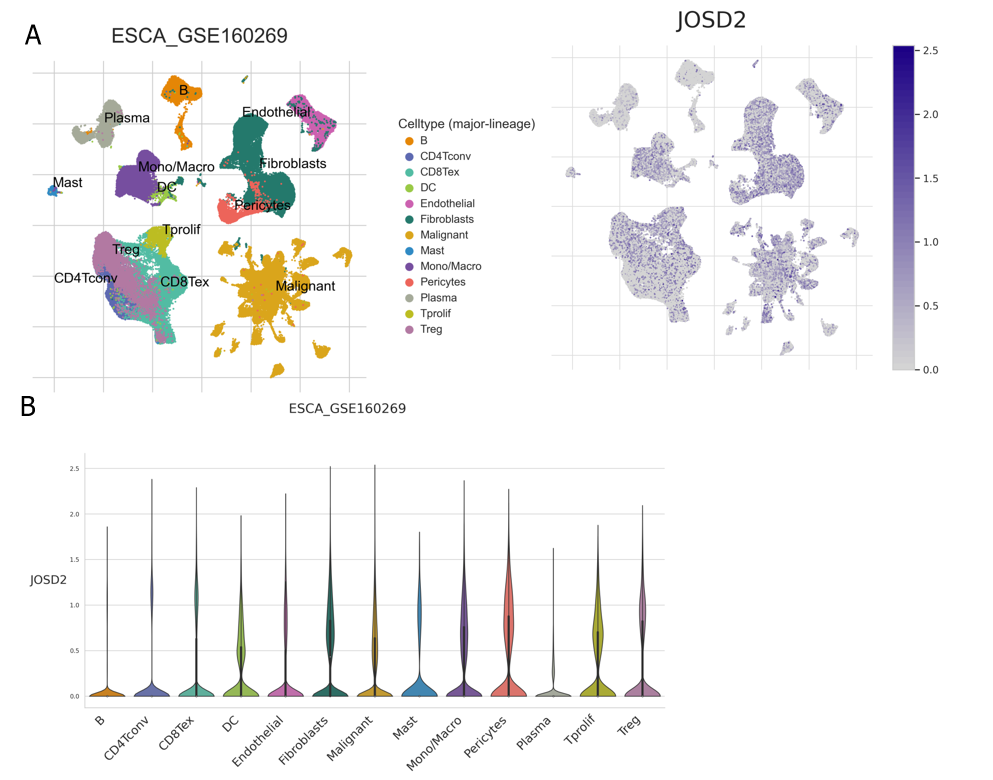 A
ESCA_GSE160269
JOSD2
B
Plasma
Endothelial
Mono/Macro
Fibroblasts
DC
Mast
Pericytes
Tprolif
Treg
CD4Tconv
CD8Tex
Malignant
Celltype (major-lineage)
B
CD4Tconv
CD8Tex
DC
Endothelial
Fibroblasts
Malignant
Mast
Mono/Macro
Pericytes
Plasma
Tprolif
Treg
2.5
2.0
1.5
1.0
0.5
0.0
B
ESCA_GSE160269
JOSD2
2.5
2.0
1.5
1.0
0.5
0.0
B
CD4Tconv
CD8Tex
DC
Endothelial
Fibroblasts
Malignant
Mast
Mono/Macro
Pericytes
Plasma
Tprolif
Treg